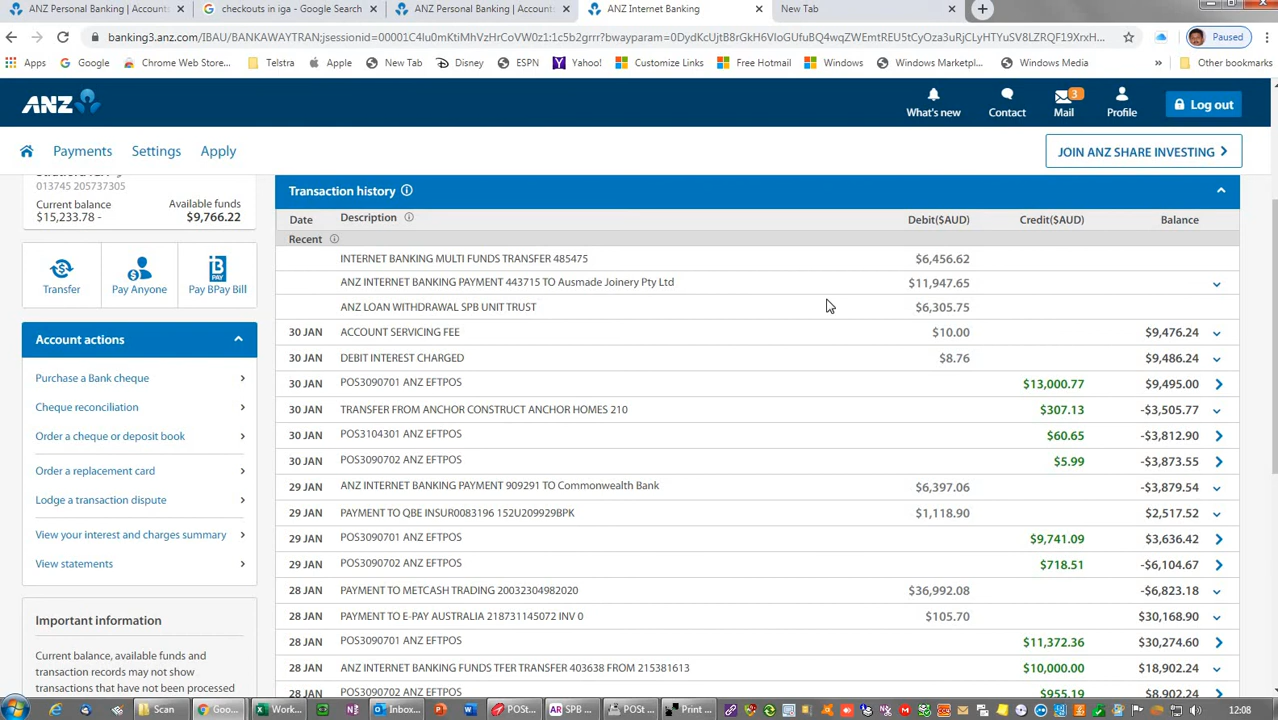 ANZ Personal Banking | Accounts
checkouts in iga - Google Search
ANZ Personal Banking | Accounts
ANZ Internet Banking
New Tab
Paused
Apps
Google
Chrome Web Store...
Telstra
Apple
New Tab
Disney
ESPN
Yahoo!
Customize Links
Free Hotmail
Windows
Windows Marketpl...
Windows Media
»
Other bookmarks
ANZ
What's new
Contact
3
Mail
Profile
Log out
Payments
Settings
Apply
JOIN ANZ SHARE INVESTING
013745 205737305
Current balance
$15,233.78 -
Available funds
$9,766.22
Transfer
Pay Anyone
B PAY
Pay BPay Bill
Account actions
Purchase a Bank cheque
Cheque reconciliation
Order a cheque or deposit book
Order a replacement card
Lodge a transaction dispute
View your interest and charges summary
View statements
Important information
Current balance, available funds and
transaction records may not show
transactions that have not been processed
Transaction history
Date Description Debit($AUD) Credit($AUD) Balance
Recent
INTERNET BANKING MULTI FUNDS TRANSFER 485475 $6,456.62
ANZ INTERNET BANKING PAYMENT 443715 TO Ausmade Joinery Pty Ltd $11,947.65
ANZ LOAN WITHDRAWAL SPB UNIT TRUST $6,305.75
30 JAN ACCOUNT SERVICING FEE $10.00 $9,476.24
30 JAN DEBIT INTEREST CHARGED $8.76 $9,486.24
30 JAN POS3090701 ANZ EFTPOS $13,000.77 $9,495.00
30 JAN TRANSFER FROM ANCHOR CONSTRUCT ANCHOR HOMES 210 $307.13 -$3,505.77
30 JAN POS3104301 ANZ EFTPOS $60.65 -$3,812.90
30 JAN POS3090702 ANZ EFTPOS $5.99 -$3,873.55
29 JAN ANZ INTERNET BANKING PAYMENT 909291 TO Commonwealth Bank $6,397.06 -$3,879.54
29 JAN PAYMENT TO QBE INSUR0083196 152U209929BPK $1,118.90 $2,517.52
29 JAN POS3090701 ANZ EFTPOS $9,741.09 $3,636.42
29 JAN POS3090702 ANZ EFTPOS $718.51 -$6,104.67
28 JAN PAYMENT TO METCASH TRADING 20032304982020 $36,992.08 -$6,823.18
28 JAN PAYMENT TO E-PAY AUSTRALIA 218731145072 INV 0 $105.70 $30,168.90
28 JAN POS3090701 ANZ EFTPOS $11,372.36 $30,274.60
28 JAN ANZ INTERNET BANKING FUNDS TFER TRANSFER 403638 FROM 215381613 $10,000.00 $18,902.24
28 JAN POS3090702 ANZ EFTPOS $955.19 $8,902.24
Scan
Goo...
Work...
Inbox...
POSt...
SPB ...
POSt ...
Print ...
12:08